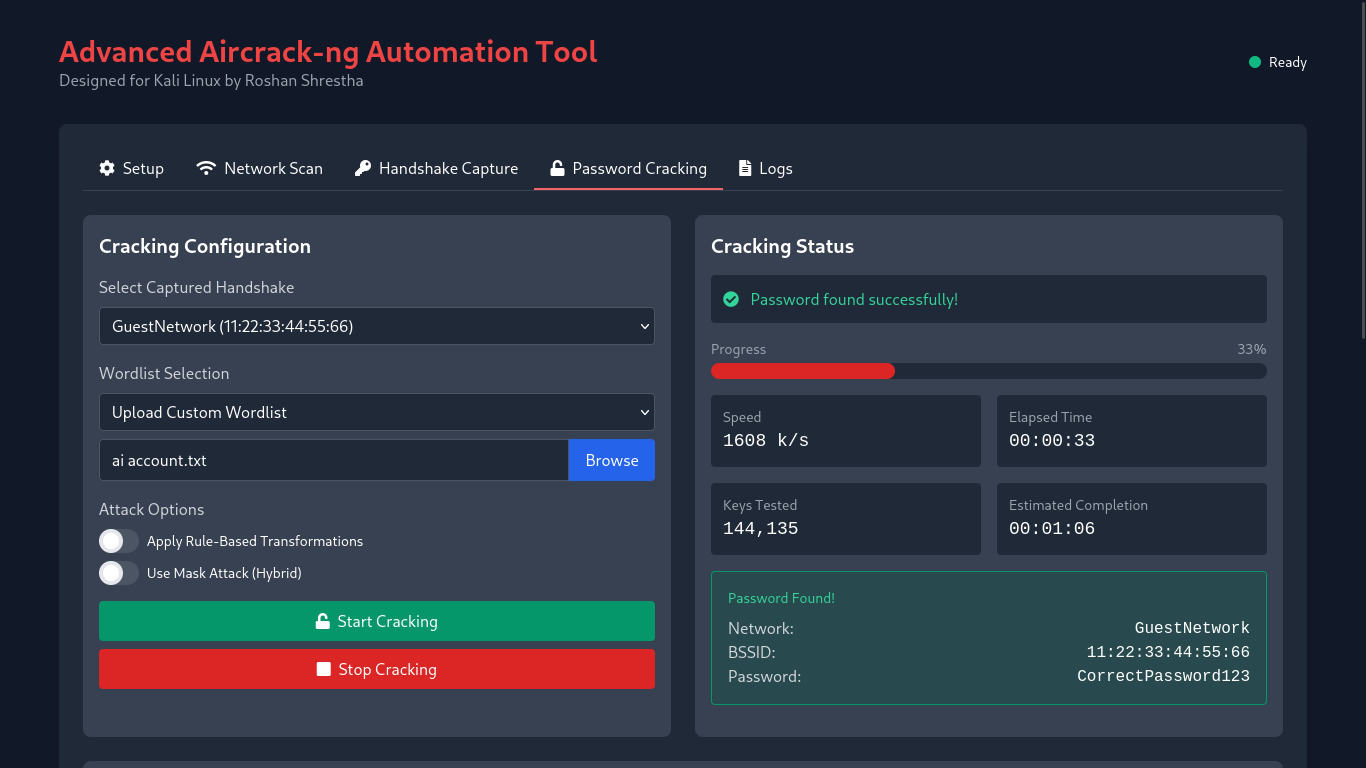 Advanced Aircrack-ng Automation Tool
Designed for Kali Linux by Roshan Shrestha
Ready
Setup
Network Scan
Handshake Capture
Password Cracking
Logs
Cracking Configuration
Select Captured Handshake
GuestNetwork (11:22:33:44:55:66)
Wordlist Selection
Upload Custom Wordlist
ai account.txt
Browse
Attack Options
Apply Rule-Based Transformations
Use Mask Attack (Hybrid)
Start Cracking
Stop Cracking
Cracking Status
Password found successfully!
Progress
33%
Speed
1608 k/s
Elapsed Time
00:00:33
Keys Tested
144,135
Estimated Completion
00:01:06
Password Found!
Network: GuestNetwork
BSSID: 11:22:33:44:55:66
Password: CorrectPassword123